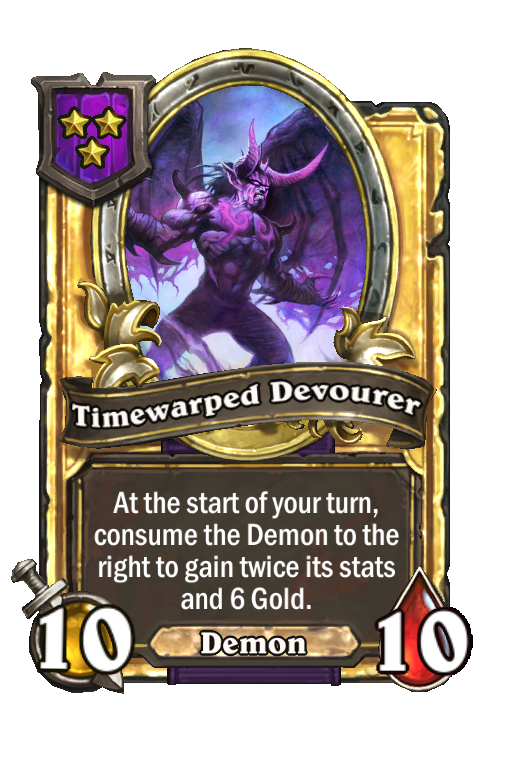 Timewarped Devourer
At the start of your turn,
consume the Demon to the
right to gain twice its stats
and 6 Gold.
10
Demon
10